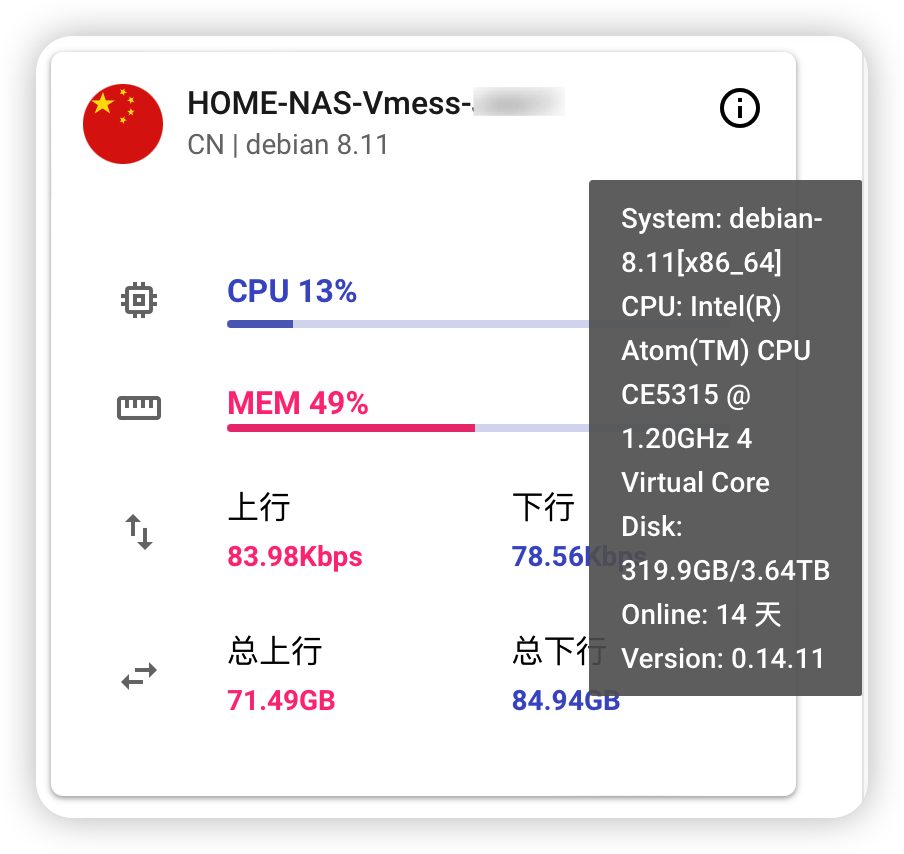 HOME-NAS-Vmess-
CN | debian 8.11
CPU 13%
MEM 49%
上行
下行
83.98Kbps
78.56Kbps
总上行
总下行
71.49GB
84.94GB
System: debian-
8.11[x86_64]
CPU: Intel(R)
Atom(TM) CPU
CE5315 @
1.20GHz 4
Virtual Core
Disk:
319.9GB/3.64TB
Online: 14 天
Version: 0.14.11